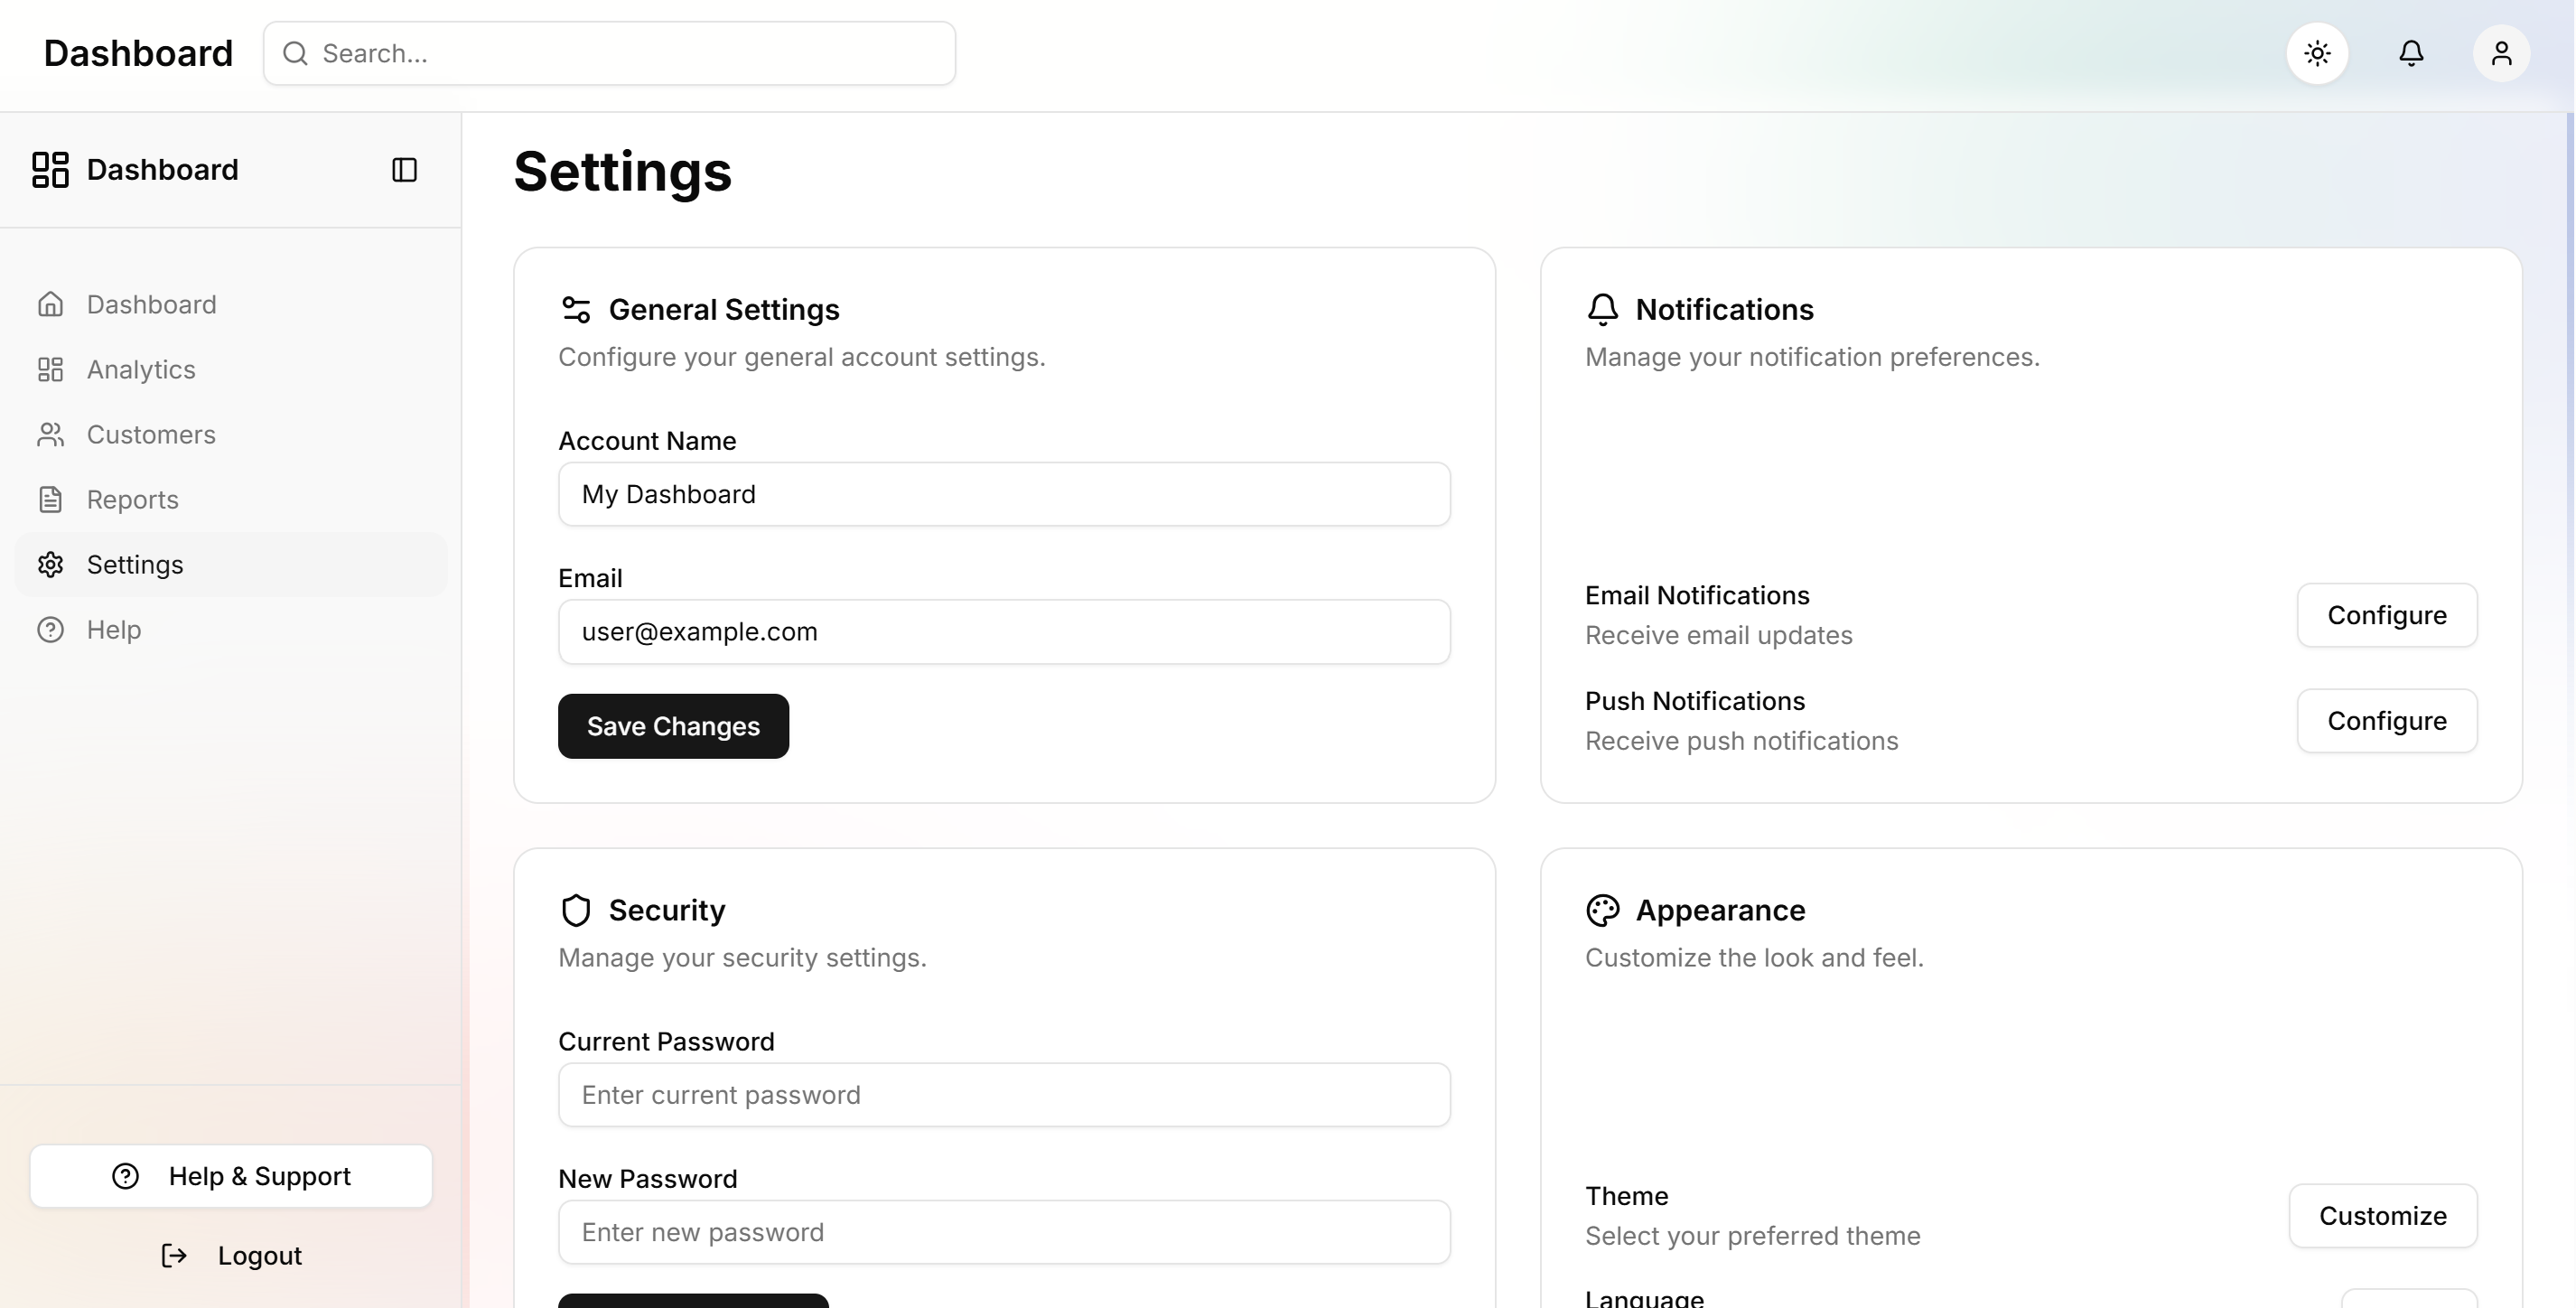 Dashboard
Search...
Dashboard
Dashboard
Analytics
Customers
Reports
Settings
Help
Help & Support
Logout
Settings
General Settings
Configure your general account settings.
Account Name
My Dashboard
Email
user@example.com
Save Changes
Notifications
Manage your notification preferences.
Email Notifications
Receive email updates
Configure
Push Notifications
Receive push notifications
Configure
Security
Manage your security settings.
Current Password
Enter current password
New Password
Enter new password
Appearance
Customize the look and feel.
Theme
Select your preferred theme
Customize
Language